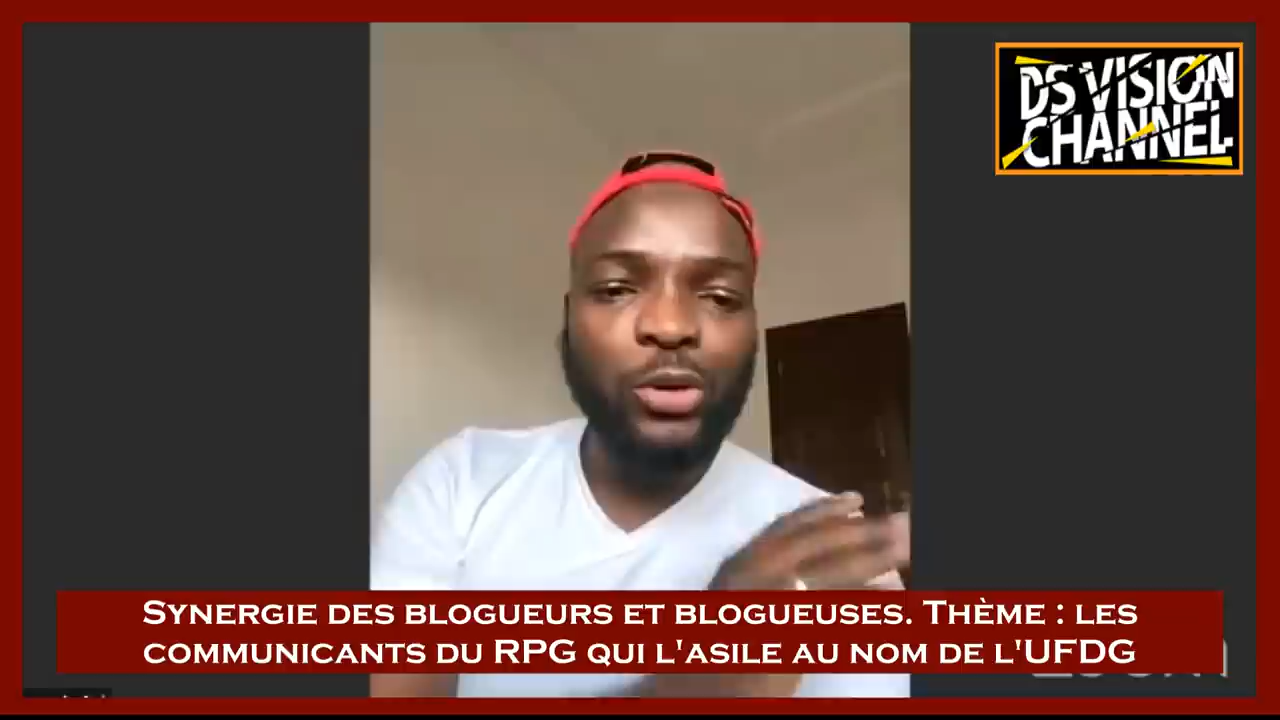 DS VISION
CHANNEL
SYNERGIE DES BLOGUEURS ET BLOGUEUSES. THÈME : LES
COMMUNICANTS DU RPG QUI L'ASILE AU NOM DE L'UFDG